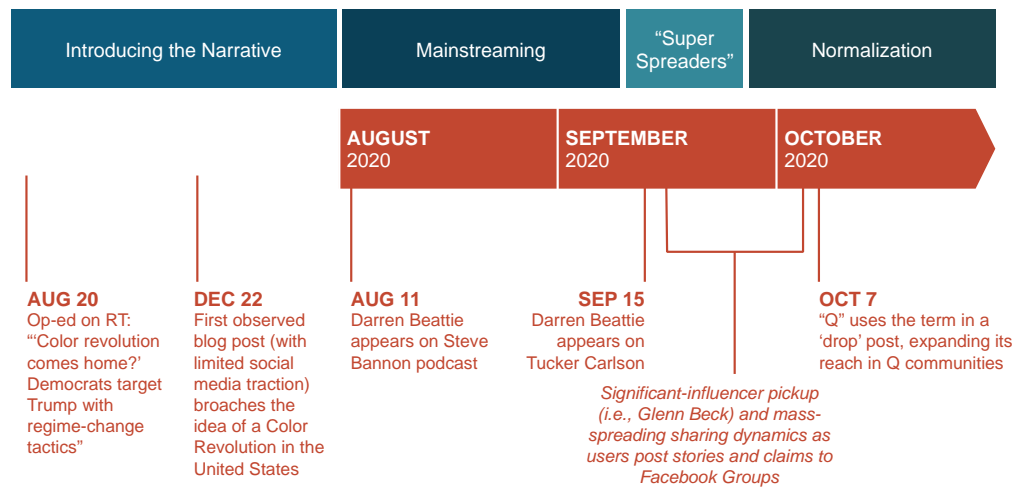 Introducing the Narrative
Mainstreaming
“Super
Spreaders”
Normalization
AUGUST
2020
SEPTEMBER
2020
OCTOBER
2020
AUG 20
Op-ed on RT:
“‘Color revolution
comes home?’
Democrats target
Trump with
regime-change
tactics”
DEC 22
First observed
blog post (with
limited social
media traction)
broaches the
idea of a Color
Revolution in the
United States
AUG 11
Darren Beattie
appears on Steve
Bannon podcast
SEP 15
Darren Beattie
appears on
Tucker Carlson
Significant-influencer pickup
(i.e., Glenn Beck) and mass-
spreading sharing dynamics as
users post stories and claims to
Facebook Groups
OCT 7
“Q” uses the term in a
‘drop’ post, expanding its
reach in Q communities